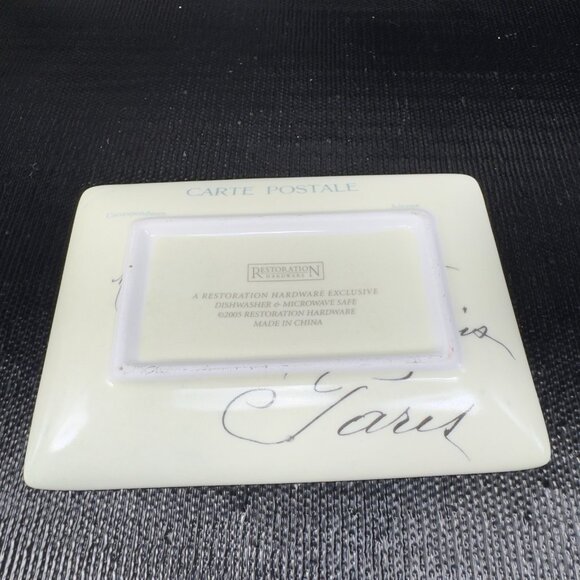 CARTE POSTALE
RESTORATION
HARDWARE
A RESTORATION HARDWARE EXCLUSIVE
DISHWASHER & MICROWAVE SAFE
©2005 RESTORATION HARDWARE
MADE IN CHINA
Paris